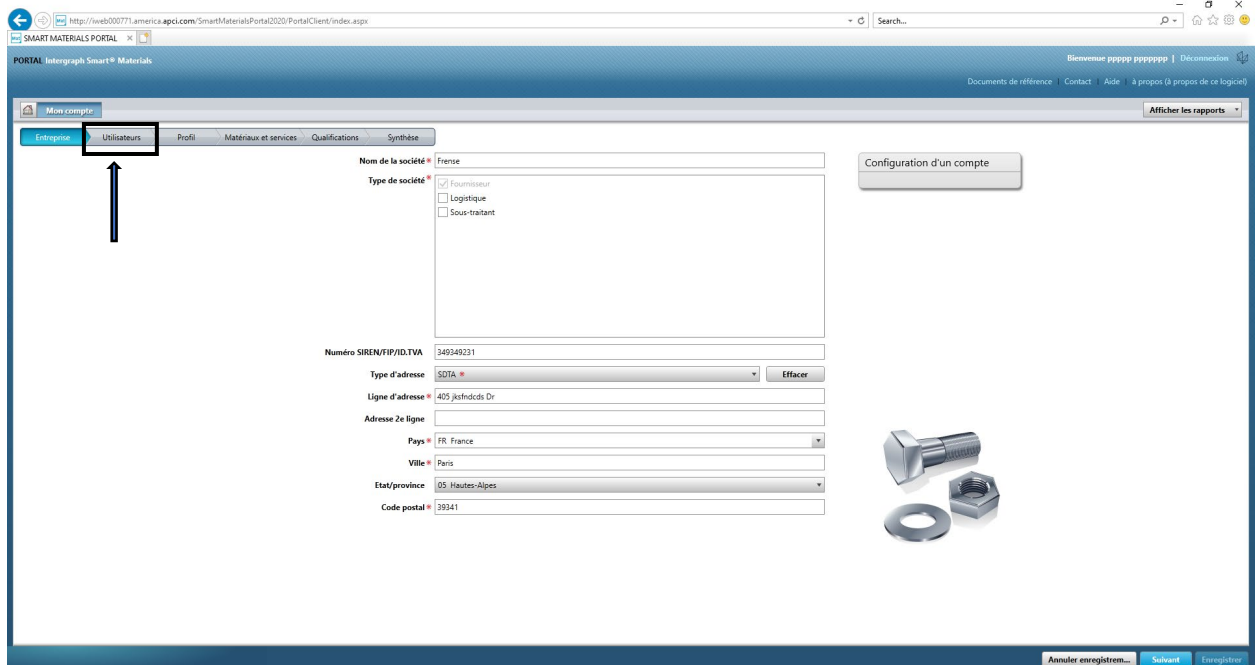 http://iweb000771.america.apci.com/SmartMaterialsPortal2020/PortalClient/index.aspx
Search...
SMART MATERIALS PORTAL
PORTAL Intergraph Smart® Materials
Bienvenue ppppp ppppppp | Déconnexion
Documents de référence | Contact | Aide | à propos (à propos de ce logiciel)
Mon compte
Afficher les rapports
Entreprise Utilisateurs Profil Matériaux et services Qualifications Synthèse
Nom de la société * Frense
Configuration d'un compte
Type de société *
Fournisseur
Logistique
Sous-traitant
Numéro SIREN/FIP/ID.TVA 349349231
Type d'adresse SDTA * Effacer
Ligne d'adresse * 405 jksfndcds Dr
Adresse 2e ligne
Pays * FR France
Ville * Paris
Etat/province 05 Hautes-Alpes
Code postal * 39341
Annuler enregistrem... Suivant Enregistrer